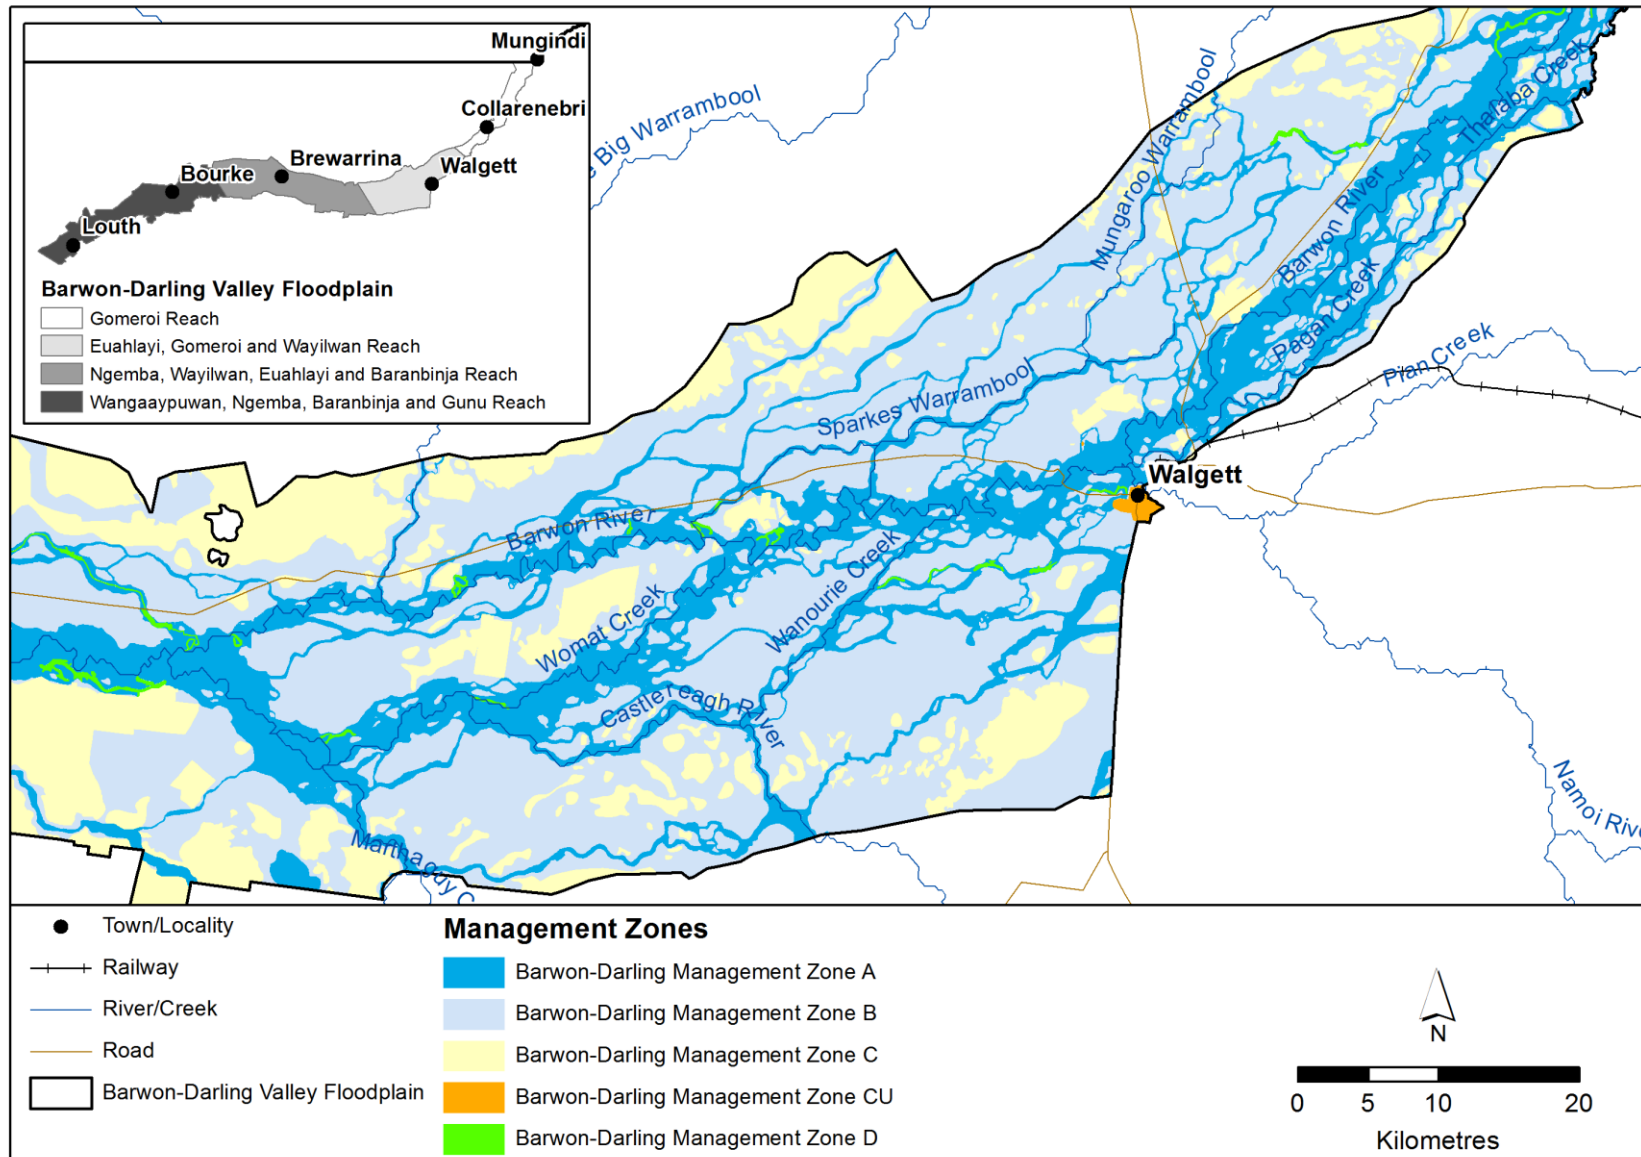 Mungindi
Collarenebri
Brewarrina
Walgett
Bourke
Louth
Barwon-Darling Valley Floodplain
Gomeroi Reach
Euahlayi, Gomeroi and Wayilwan Reach
Ngemba, Wayilwan, Euahlayi and Baranbinja Reach
Wangaaypuwan, Ngemba, Baranbinja and Gunu Reach
Big Warrambool
Mungaroo Warrambool
Thalaba Creek
Barwon River
Pagan Creek
Pian Creek
Sparkes Warrambool
Walgett
Barwon River
Wanourie Creek
Womat Creek
Castlereagh River
Namoi River
Marthaguy C
Town/Locality
Railway
River/Creek
Road
Barwon-Darling Valley Floodplain
Management Zones
Barwon-Darling Management Zone A
Barwon-Darling Management Zone B
Barwon-Darling Management Zone C
Barwon-Darling Management Zone CU
Barwon-Darling Management Zone D
N
0 5 10 20
Kilometres